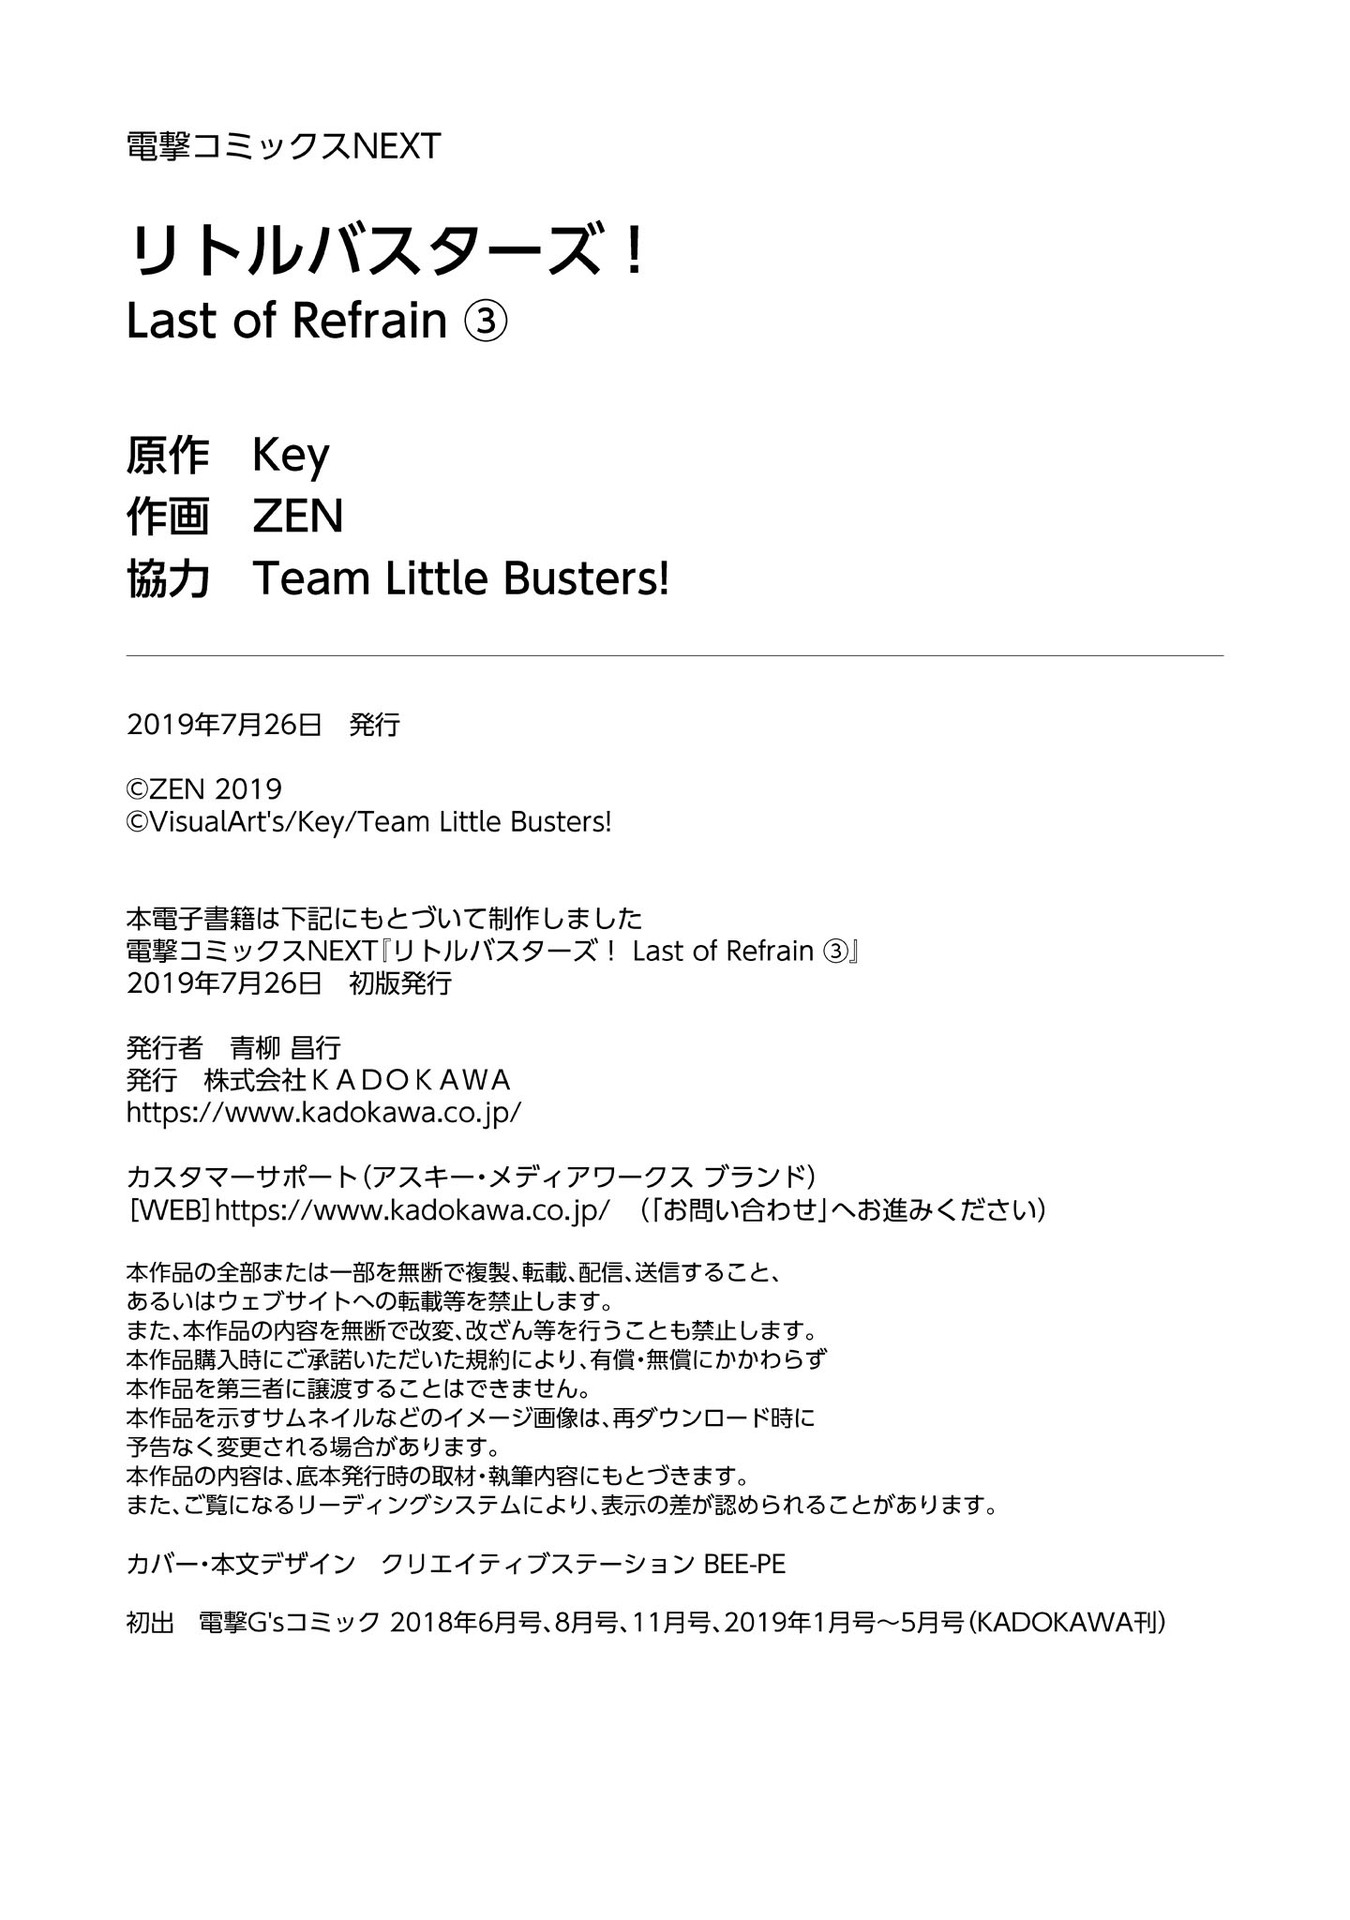 電撃コミックスNEXT
リトルバスターズ！
Last of Refrain ③
原作　Key
作画　ZEN
協力　Team Little Busters!
2019年7月26日　発行
©ZEN 2019
©VisualArt's/Key/Team Little Busters!
本電子書籍は下記にもとづいて制作しました
電撃コミックスNEXT『リトルバスターズ！ Last of Refrain ③』
2019年7月26日　初版発行
発行者　青柳 昌行
発行　株式会社ＫＡＤＯＫＡＷＡ
https://www.kadokawa.co.jp/
カスタマーサポート（アスキー・メディアワークス ブランド）
［WEB］https://www.kadokawa.co.jp/　（「お問い合わせ」へお進みください）
本作品の全部または一部を無断で複製、転載、配信、送信すること、
あるいはウェブサイトへの転載等を禁止します。
また、本作品の内容を無断で改変、改ざん等を行うことも禁止します。
本作品購入時にご承諾いただいた規約により、有償・無償にかかわらず
本作品を第三者に譲渡することはできません。
本作品を示すサムネイルなどのイメージ画像は、再ダウンロード時に
予告なく変更される場合があります。
本作品の内容は、底本発行時の取材・執筆内容にもとづきます。
また、ご覧になるリーディングシステムにより、表示の差が認められることがあります。
カバー・本文デザイン　クリエイティブステーション BEE-PE
初出　電撃G'sコミック 2018年6月号、8月号、11月号、2019年1月号～5月号（KADOKAWA刊）